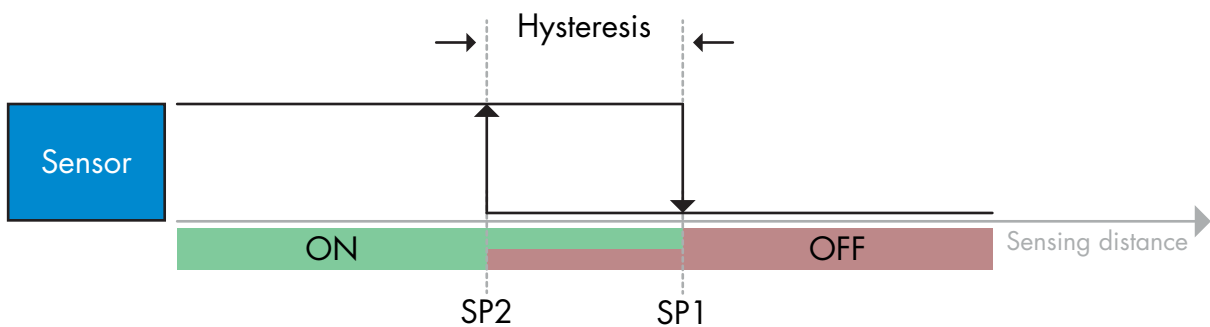 Hysteresis
Sensor
ON
OFF
Sensing distance
SP2
SP1